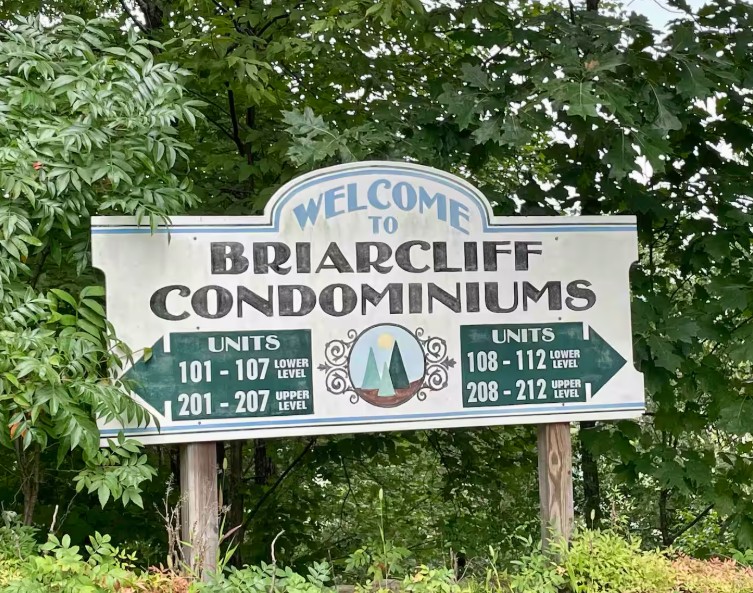 WELCOME
TO
BRIARCLIFF
CONDOMINIUMS
UNITS
101 - 107 LOWER LEVEL
201 - 207 UPPER LEVEL
UNITS
108 - 112 LOWER LEVEL
208 - 212 UPPER LEVEL